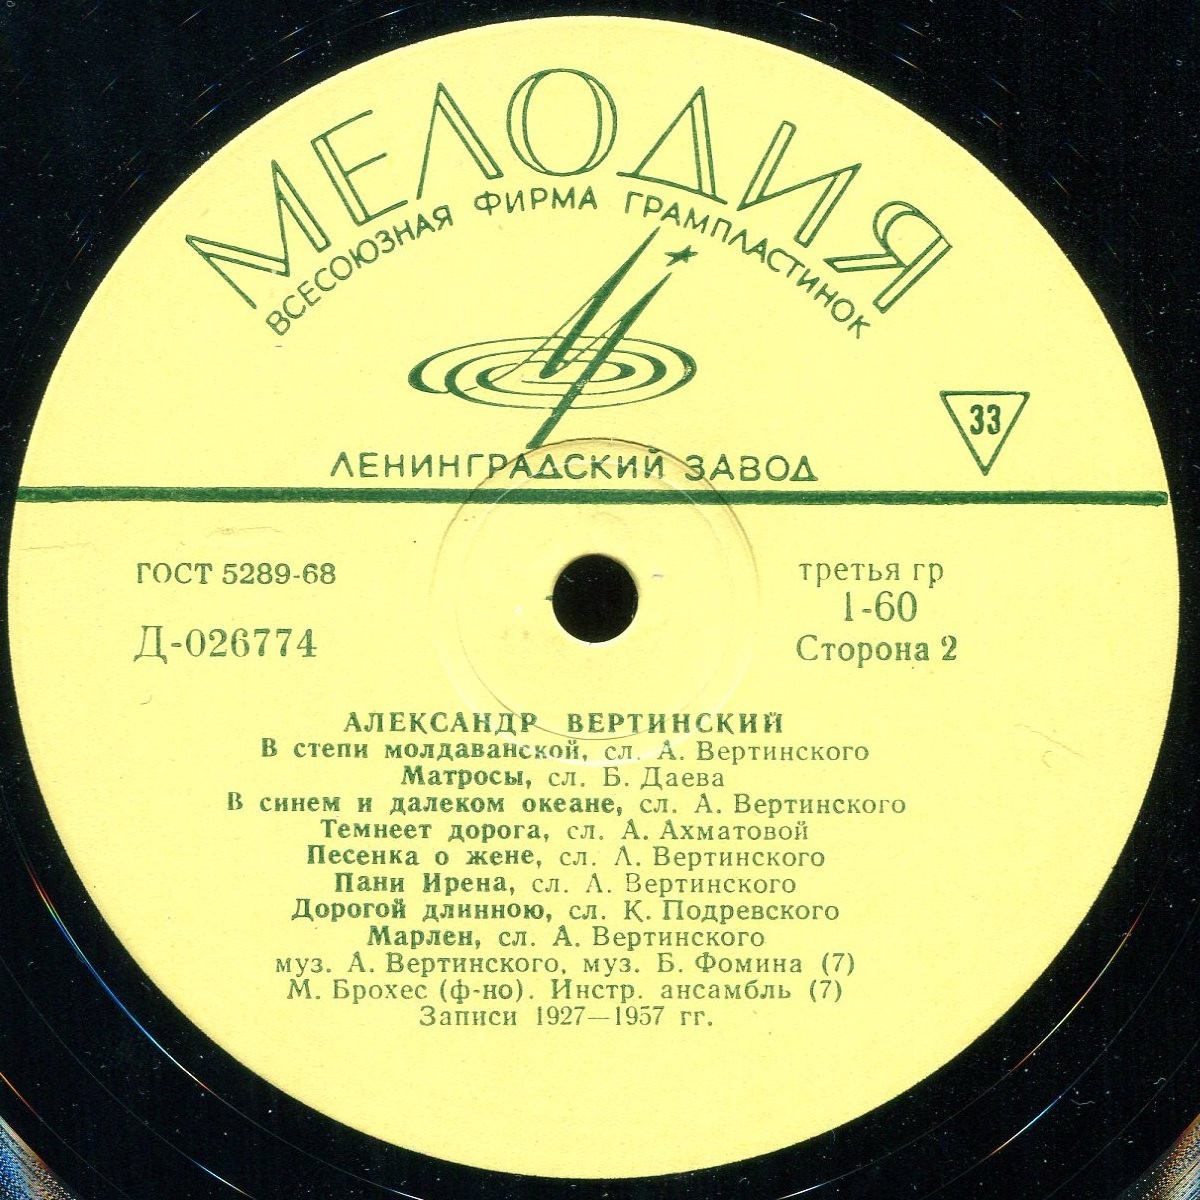 МЕЛОДИЯ
ВСЕСОЮЗНАЯ ФИРМА ГРАМПЛАСТИНОК
33
ЛЕНИНГРАДСКИЙ ЗАВОД
ГОСТ 5289-68
третья гр
1-60
Д-026774
Сторона 2
АЛЕКСАНДР ВЕРТИНСКИЙ
В степи молдаванской, сл. А. Вертинского
Матросы, сл. Б. Даева
В синем и далеком океане, сл. А. Вертинского
Темнеет дорога, сл. А. Ахматовой
Песенка о жене, сл. А. Вертинского
Пани Ирена, сл. А. Вертинского
Дорогой длинною, сл. К. Подревского
Марлен, сл. А. Вертинского
муз. А. Вертинского, муз. Б. Фомина (7)
М. Брохес (ф-но). Инстр. ансамбль (7)
Записи 1927—1957 гг.